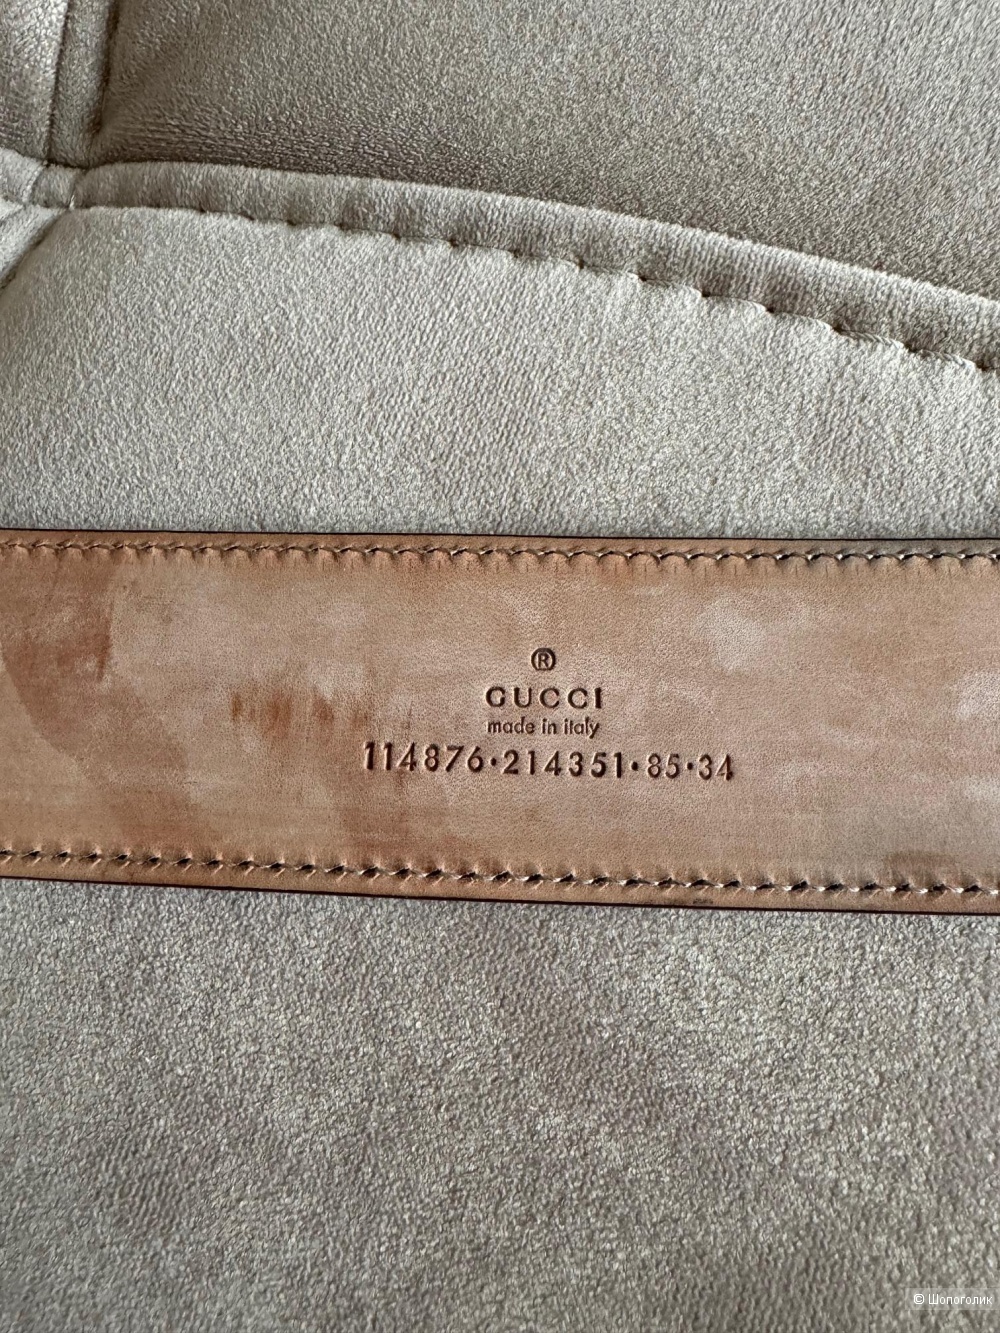 ®
GUCCI
made in italy
114876·214351·85·34
© Шопоголик